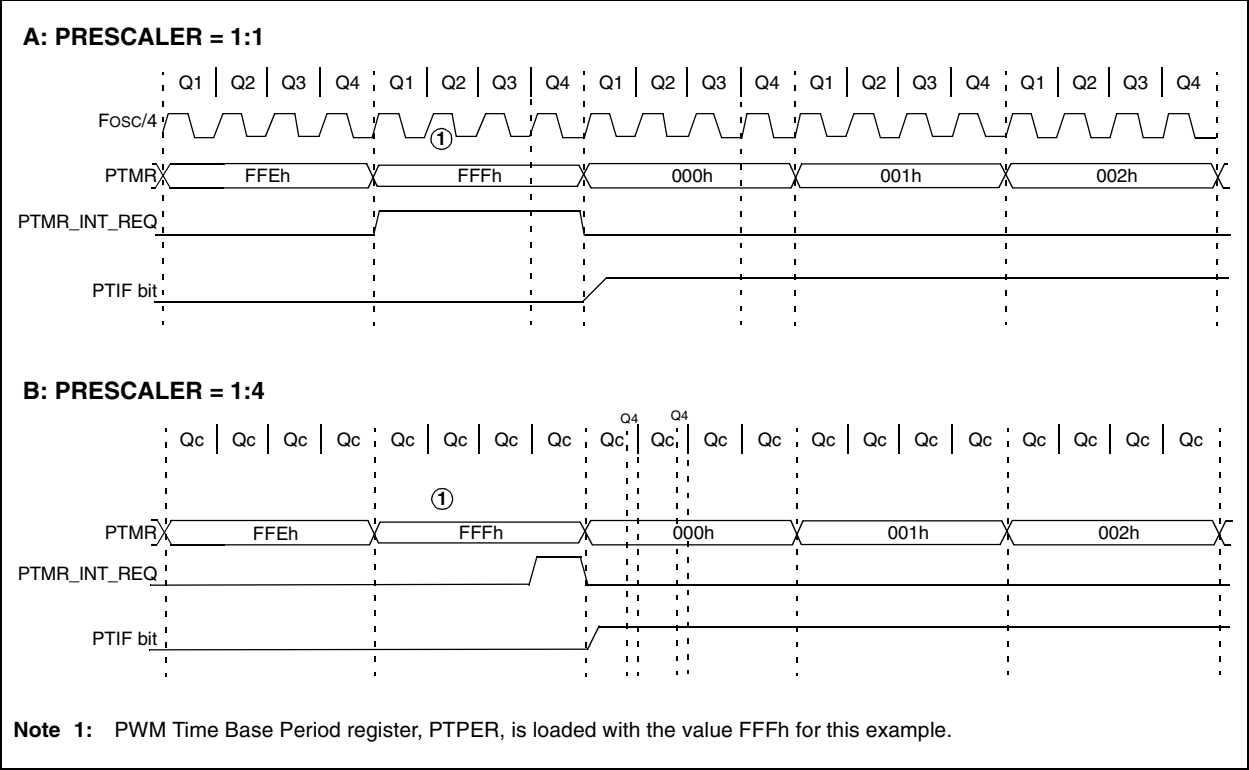 A: PRESCALER = 1:1
Q1 Q2 Q3 Q4 Q1 Q2 Q3 Q4 Q1 Q2 Q3 Q4 Q1 Q2 Q3 Q4 Q1 Q2 Q3 Q4
FOSC/4
1
PTMR FFEh FFFh 000h 001h 002h
PTMR_INT_REQ
PTIF bit
B: PRESCALER = 1:4
Q4 Q4
Qc Qc Qc Qc Qc Qc Qc Qc Qc Qc Qc Qc Qc Qc Qc Qc Qc Qc Qc Qc
1
PTMR FFEh FFFh 000h 001h 002h
PTMR_INT_REQ
PTIF bit
Note 1: PWM Time Base Period register, PTPER, is loaded with the value FFFh for this example.